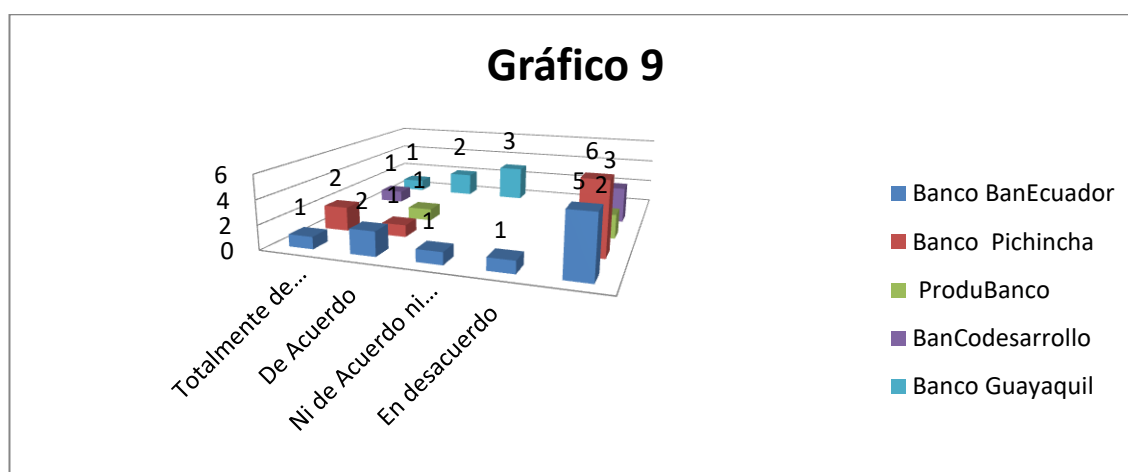 Gráfico 9
6
4
2
0
1
2
1
1
2
3
6
3
2
1
1
5
2
1
1
Totalmente de...
De Acuerdo
Ni de Acuerdo ni...
En desacuerdo
Banco BanEcuador
Banco Pichincha
ProduBanco
BanCodesarrollo
Banco Guayaquil